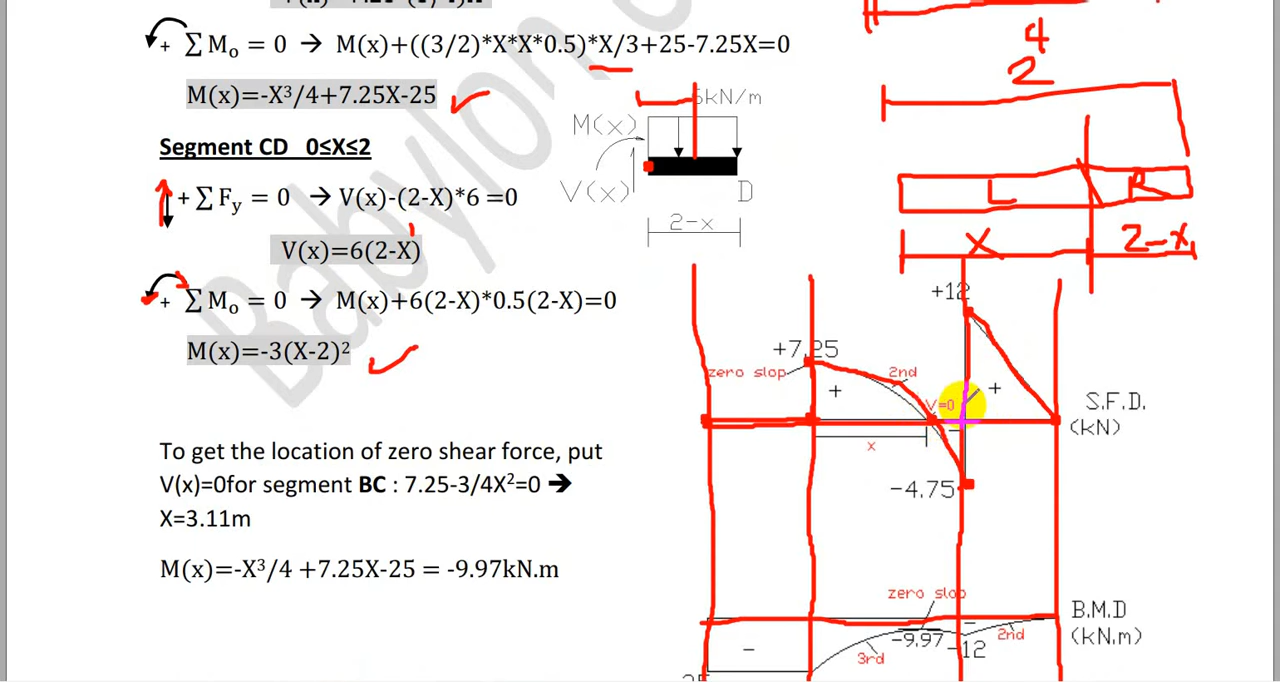 ∑ Mₒ = 0 → M(x)+((3/2)*X*X*0.5)*X/3+25-7.25X=0
M(x)=-X³/4+7.25X-25
Segment CD 0≤X≤2
+ ∑ Fy = 0 → V(x)-(2-X)*6 =0
V(x)=6(2-X)
+ ∑ Mₒ = 0 → M(x)+6(2-X)*0.5(2-X)=0
M(x)=-3(X-2)²
To get the location of zero shear force, put
V(x)=0for segment BC : 7.25-3/4X²=0 ➔
X=3.11m
M(x)=-X³/4 +7.25X-25 = -9.97kN.m
Babylon
kN/m
M(x)
V(x)
D
2-x
4
2
L
R
X
2-x
+12
+7.25
zero slop
2nd
+
V=0
+
-
x
-4.75
S.F.D.
(kN)
zero slop
-
-9.97
-12
2nd
3rd
-
B.M.D
(kN.m)